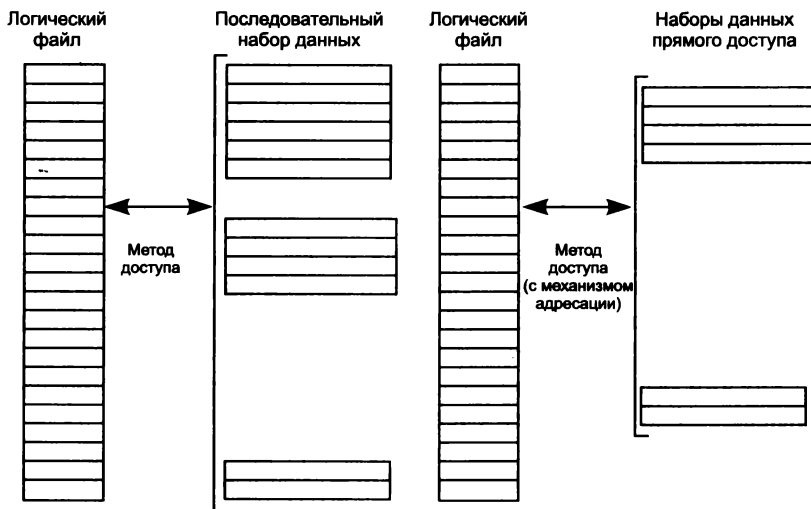 Логический
файл
Последовательный
набор данных
Логический
файл
Наборы данных
прямого доступа
Метод
доступа
Метод
доступа
(с механизмом
адресации)